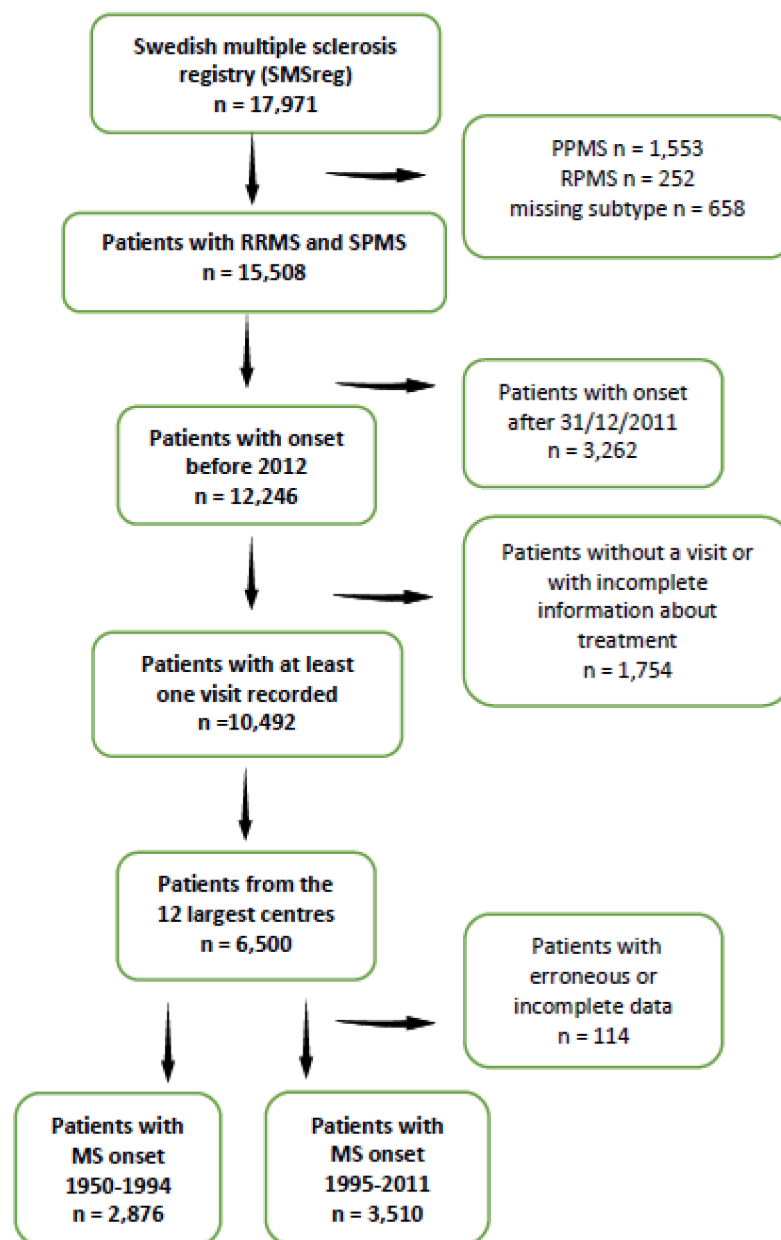 Swedish multiple sclerosis
registry (SMSreg)
n = 17,971
PPMS n = 1,553
RPMS n = 252
missing subtype n = 658
Patients with RRMS and SPMS
n = 15,508
Patients with onset
after 31/12/2011
n = 3,262
Patients with onset
before 2012
n = 12,246
Patients without a visit or
with incomplete
information about
treatment
n = 1,754
Patients with at least
one visit recorded
n =10,492
Patients from the
12 largest centres
n = 6,500
Patients with
erroneous or
incomplete data
n = 114
Patients with
MS onset
1950-1994
n = 2,876
Patients with
MS onset
1995-2011
n = 3,510